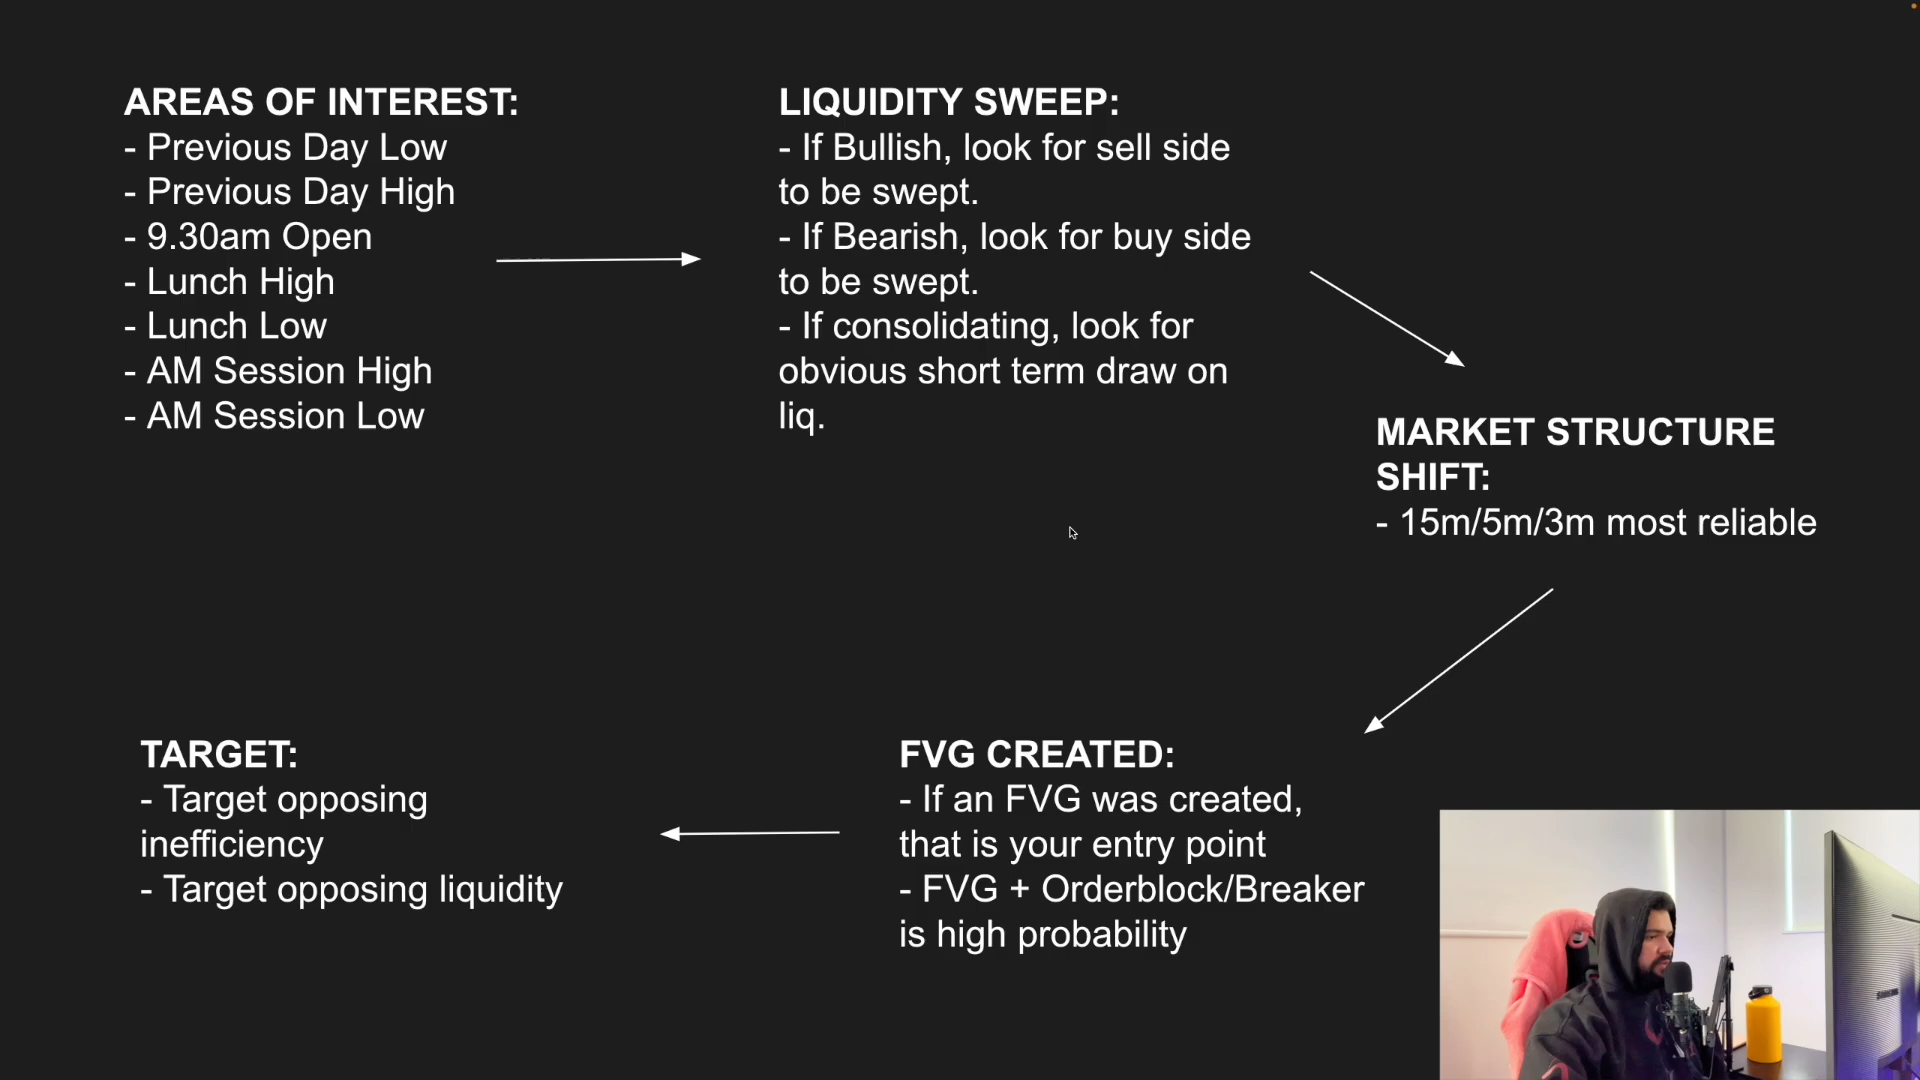 AREAS OF INTEREST:
- Previous Day Low
- Previous Day High
- 9.30am Open
- Lunch High
- Lunch Low
- AM Session High
- AM Session Low
LIQUIDITY SWEEP:
- If Bullish, look for sell side
to be swept.
- If Bearish, look for buy side
to be swept.
- If consolidating, look for
obvious short term draw on
liq.
MARKET STRUCTURE
SHIFT:
- 15m/5m/3m most reliable
FVG CREATED:
- If an FVG was created,
that is your entry point
- FVG + Orderblock/Breaker
is high probability
TARGET:
- Target opposing
inefficiency
- Target opposing liquidity